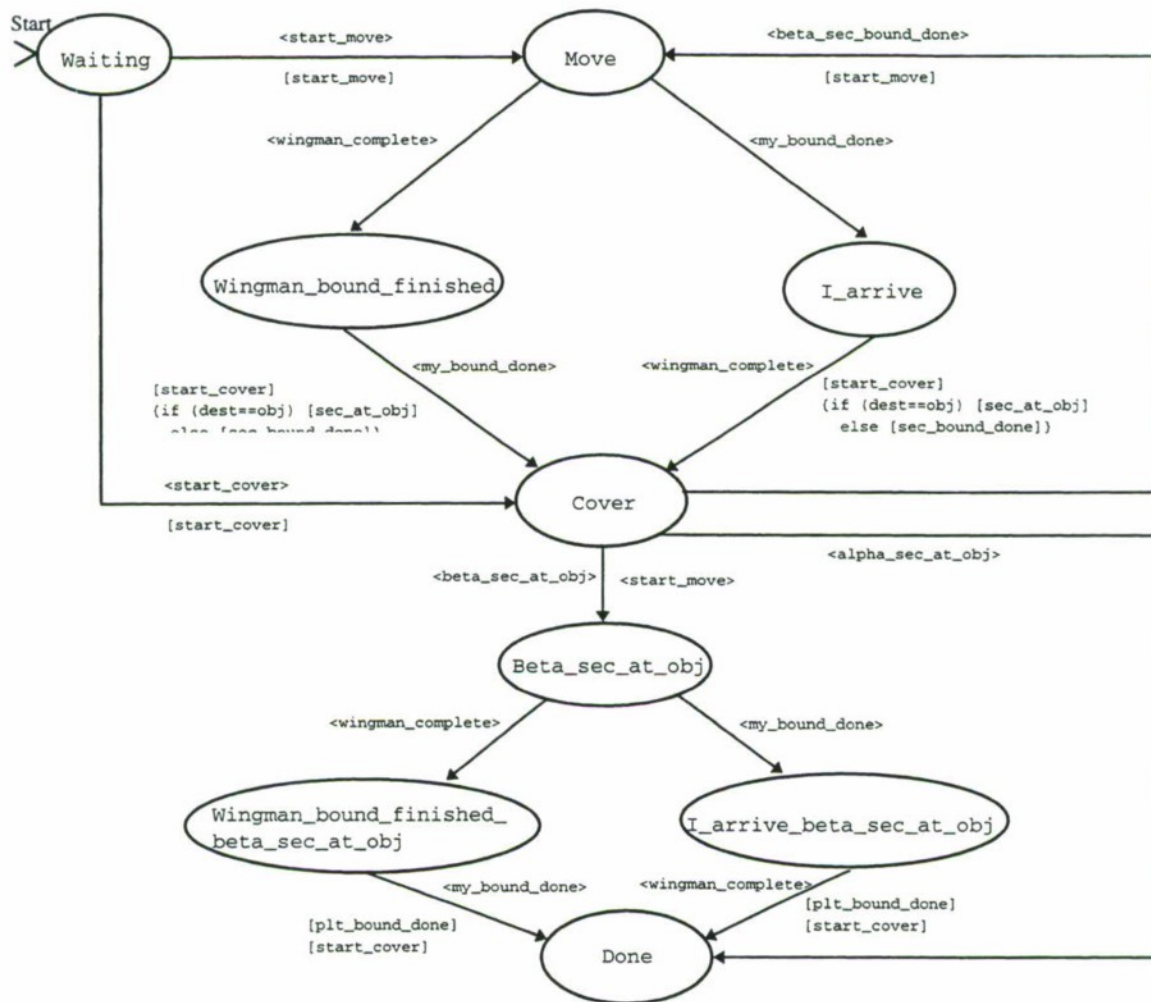 Start
<start_move>
<beta_sec_bound_done>
Waiting
Move
[start_move]
[start_move]
<wingman_complete>
<my_bound_done>
Wingman_bound_finished
I_arrive
<my_bound_done>
<wingman_complete>
[start_cover]
(if (dest==obj) [sec_at_obj]
else [sec_bound_done])
[start_cover]
(if (dest==obj) [sec_at_obj]
else [sec_bound_done])
<start_cover>
Cover
[start_cover]
<alpha_sec_at_obj>
<beta_sec_at_obj>
<start_move>
Beta_sec_at_obj
<wingman_complete>
<my_bound_done>
Wingman_bound_finished_
beta_sec_at_obj
I_arrive_beta_sec_at_obj
<my_bound_done>
<wingman_complete>
[plt_bound_done]
[start_cover]
[plt_bound_done]
[start_cover]
Done